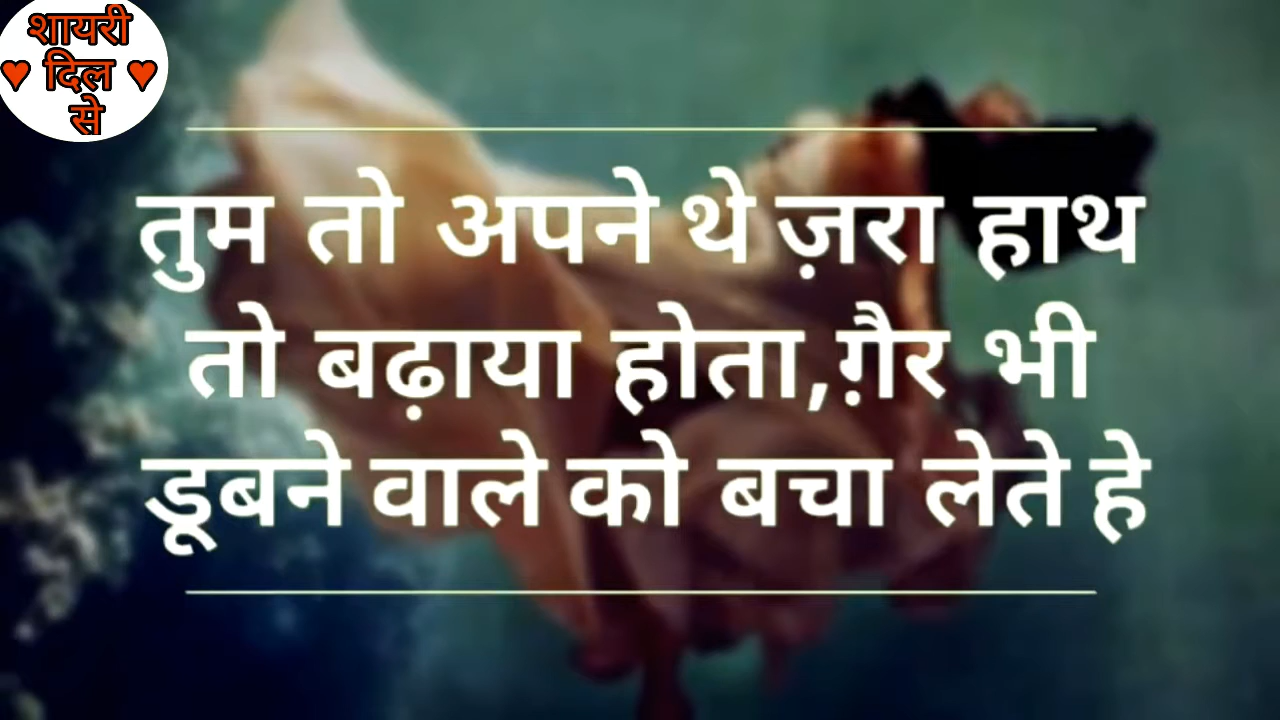 शायरी
♥ दिल ♥
से
तुम तो अपने थे ज़रा हाथ
तो बढ़ाया होता,ग़ैर भी
डूबने वाले को बचा लेते हे